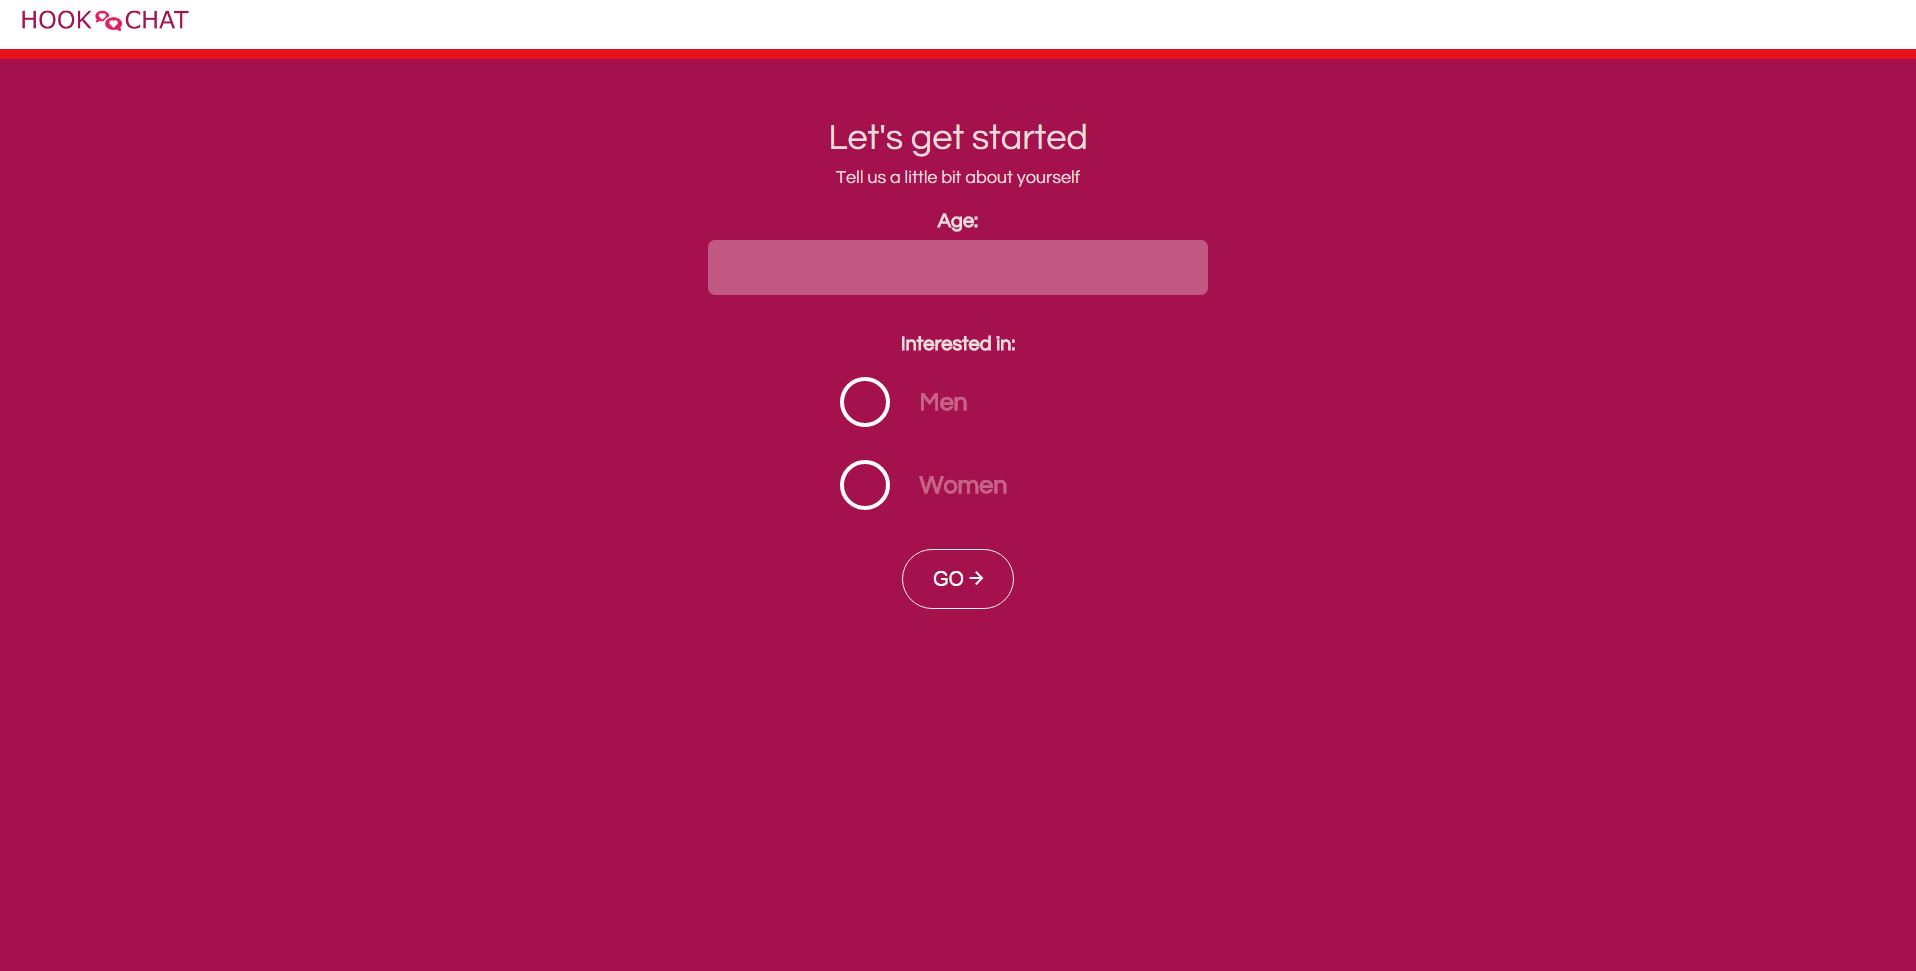 HOOK CHAT
Let's get started
Tell us a little bit about yourself
Age:
Interested in:
Men
Women
GO →